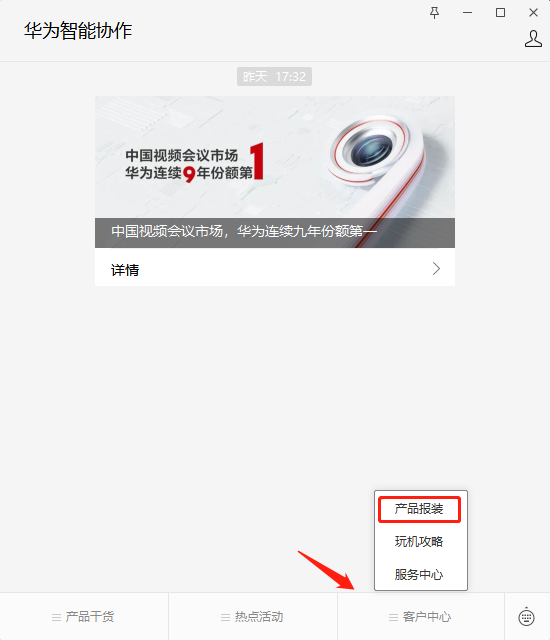 华为智能协作
昨天 17:32
中国视频会议市场
华为连续9年份额第1
中国视频会议市场，华为连续九年份额第一
详情
产品报装
玩机攻略
服务中心
产品干货
热点活动
客户中心